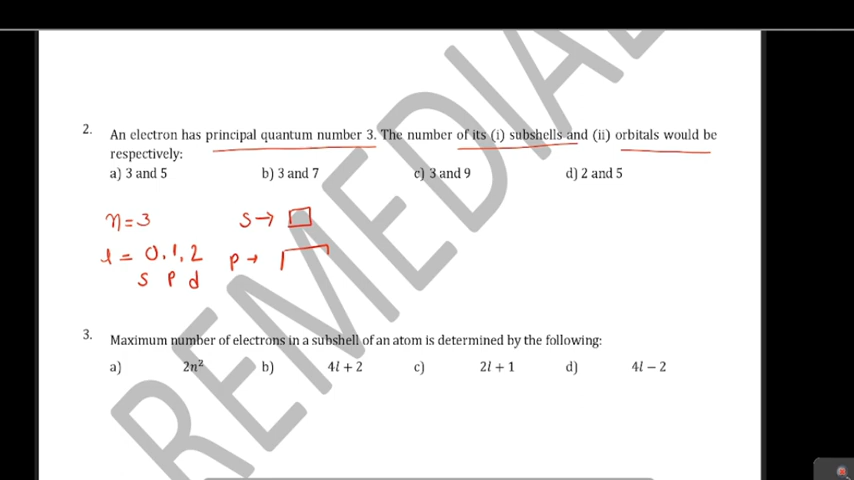 2. An electron has principal quantum number 3. The number of its (i) subshells and (ii) orbitals would be
respectively:
a) 3 and 5 b) 3 and 7 c) 3 and 9 d) 2 and 5
n=3 s→
l = 0, 1, 2 p→
s p d
3. Maximum number of electrons in a subshell of an atom is determined by the following:
a) 2n² b) 4l + 2 c) 2l + 1 d) 4l − 2
REMEDIAL